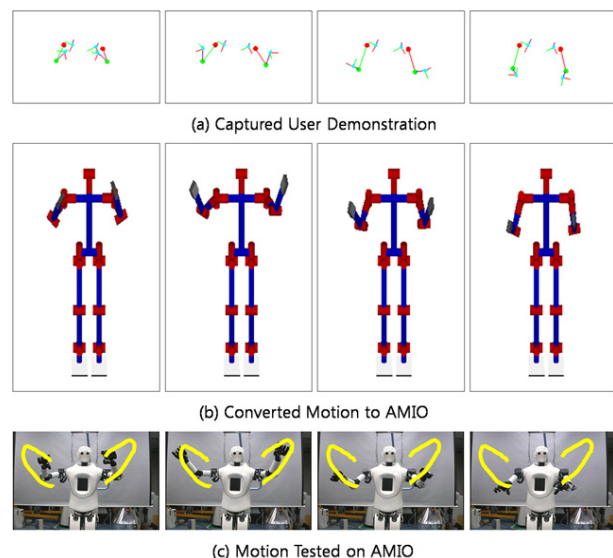 (a) Captured User Demonstration
(b) Converted Motion to AMIO
(c) Motion Tested on AMIO